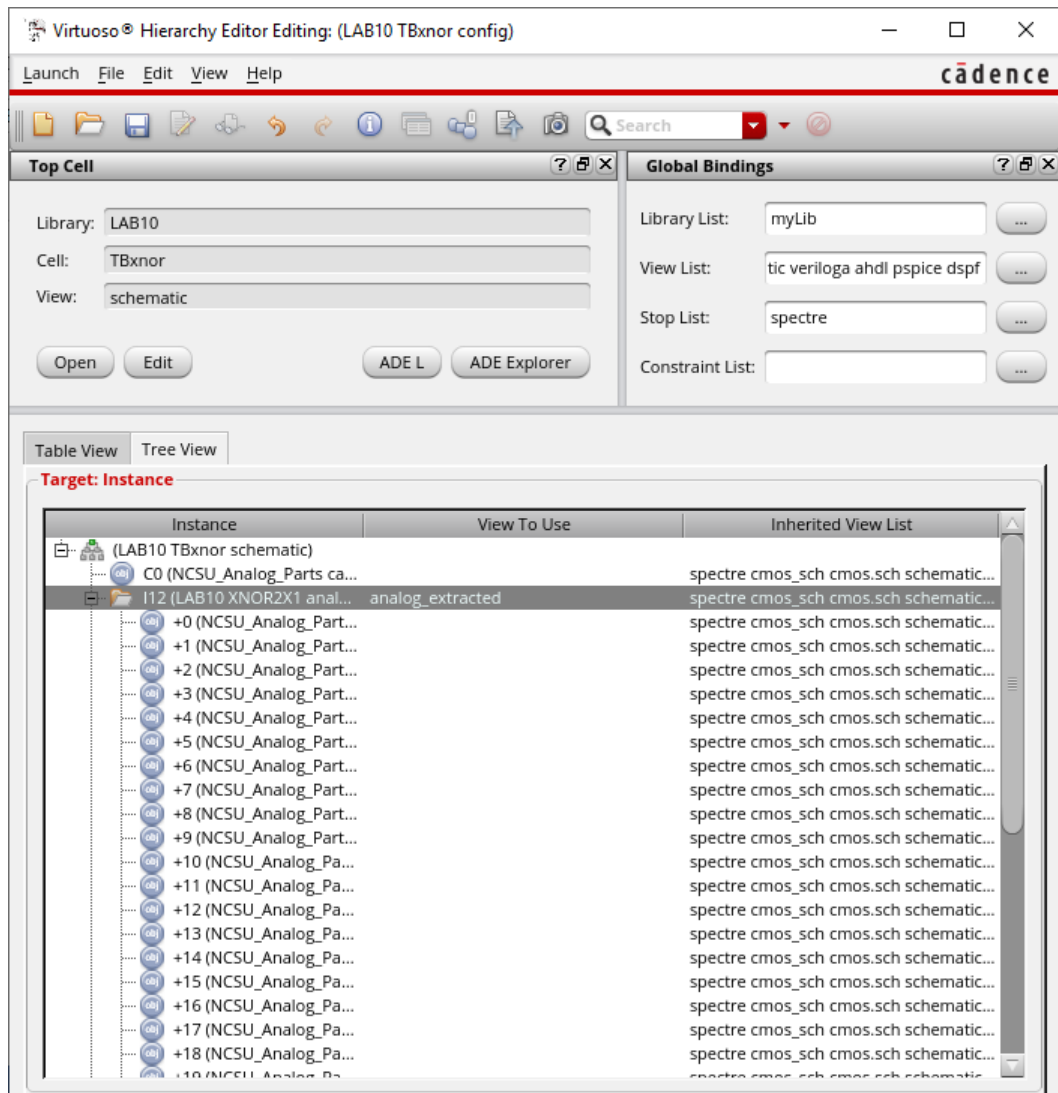 Virtuoso® Hierarchy Editor Editing: (LAB10 TBxnor config)
Launch File Edit View Help cādence
Search
Top Cell
Global Bindings
Library: LAB10
Cell: TBxnor
View: schematic
Open Edit ADE L ADE Explorer
Library List: myLib ...
View List: tic veriloga ahdl pspice dspf ...
Stop List: spectre ...
Constraint List: ...
Table View Tree View
Target: Instance
Instance View To Use Inherited View List
(LAB10 TBxnor schematic)
C0 (NCSU_Analog_Parts ca... spectre cmos_sch cmos.sch schematic...
I12 (LAB10 XNOR2X1 anal... analog_extracted spectre cmos_sch cmos.sch schematic...
+0 (NCSU_Analog_Part... spectre cmos_sch cmos.sch schematic...
+1 (NCSU_Analog_Part... spectre cmos_sch cmos.sch schematic...
+2 (NCSU_Analog_Part... spectre cmos_sch cmos.sch schematic...
+3 (NCSU_Analog_Part... spectre cmos_sch cmos.sch schematic...
+4 (NCSU_Analog_Part... spectre cmos_sch cmos.sch schematic...
+5 (NCSU_Analog_Part... spectre cmos_sch cmos.sch schematic...
+6 (NCSU_Analog_Part... spectre cmos_sch cmos.sch schematic...
+7 (NCSU_Analog_Part... spectre cmos_sch cmos.sch schematic...
+8 (NCSU_Analog_Part... spectre cmos_sch cmos.sch schematic...
+9 (NCSU_Analog_Part... spectre cmos_sch cmos.sch schematic...
+10 (NCSU_Analog_Pa... spectre cmos_sch cmos.sch schematic...
+11 (NCSU_Analog_Pa... spectre cmos_sch cmos.sch schematic...
+12 (NCSU_Analog_Pa... spectre cmos_sch cmos.sch schematic...
+13 (NCSU_Analog_Pa... spectre cmos_sch cmos.sch schematic...
+14 (NCSU_Analog_Pa... spectre cmos_sch cmos.sch schematic...
+15 (NCSU_Analog_Pa... spectre cmos_sch cmos.sch schematic...
+16 (NCSU_Analog_Pa... spectre cmos_sch cmos.sch schematic...
+17 (NCSU_Analog_Pa... spectre cmos_sch cmos.sch schematic...
+18 (NCSU_Analog_Pa... spectre cmos_sch cmos.sch schematic...